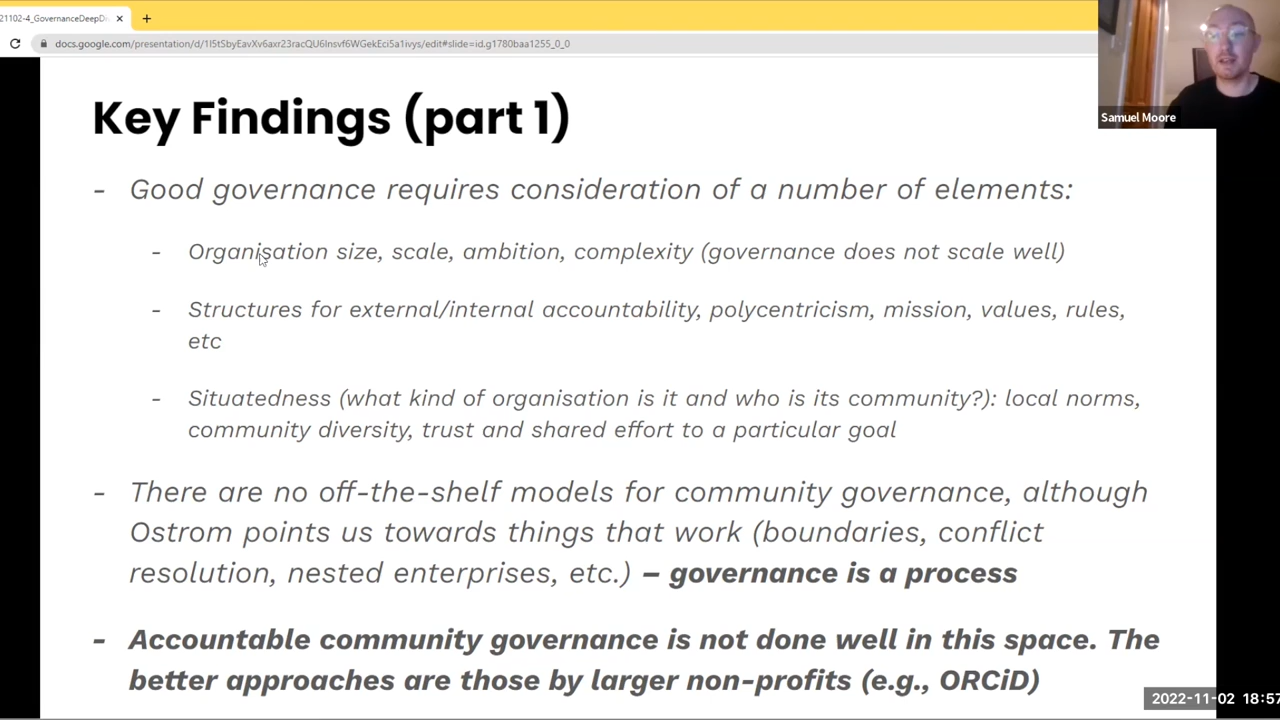 21102-4_GovernanceDeepDi
docs.google.com/presentation/d/1I5tSbyEavXv6axr23racQU6Insvf6WGekEci5a1ivys/edit#slide=id.g1780baa1255_0_0
Samuel Moore
Key Findings (part 1)
- Good governance requires consideration of a number of elements:
- Organisation size, scale, ambition, complexity (governance does not scale well)
- Structures for external/internal accountability, polycentricism, mission, values, rules,
etc
- Situatedness (what kind of organisation is it and who is its community?): local norms,
community diversity, trust and shared effort to a particular goal
- There are no off-the-shelf models for community governance, although
Ostrom points us towards things that work (boundaries, conflict
resolution, nested enterprises, etc.) – governance is a process
- Accountable community governance is not done well in this space. The
better approaches are those by larger non-profits (e.g., ORCiD)
2022-11-02 18:57